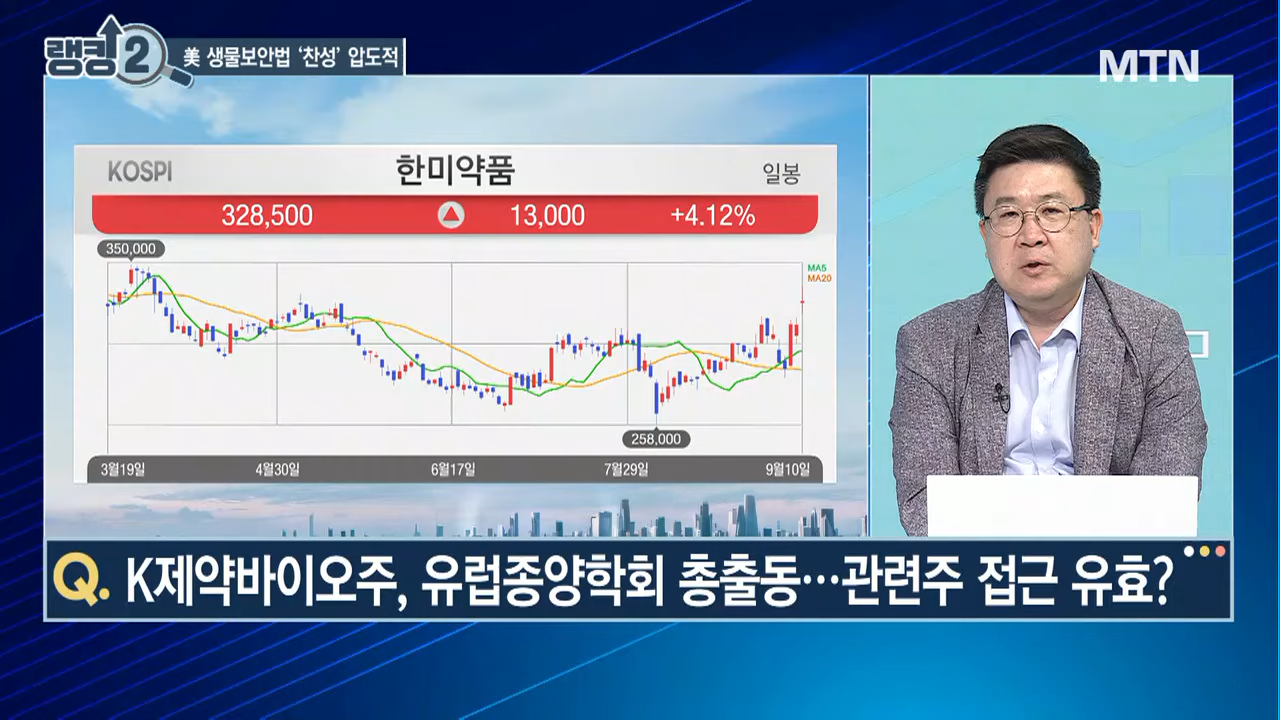 랭킹 2
美 생물보안법 ‘찬성’ 압도적
MTN
KOSPI 한미약품 일봉
328,500 13,000 +4.12%
350,000
MA5
MA20
258,000
3월19일 4월30일 6월17일 7월29일 9월10일
Q. K제약바이오주, 유럽종양학회 총출동…관련주 접근 유효?